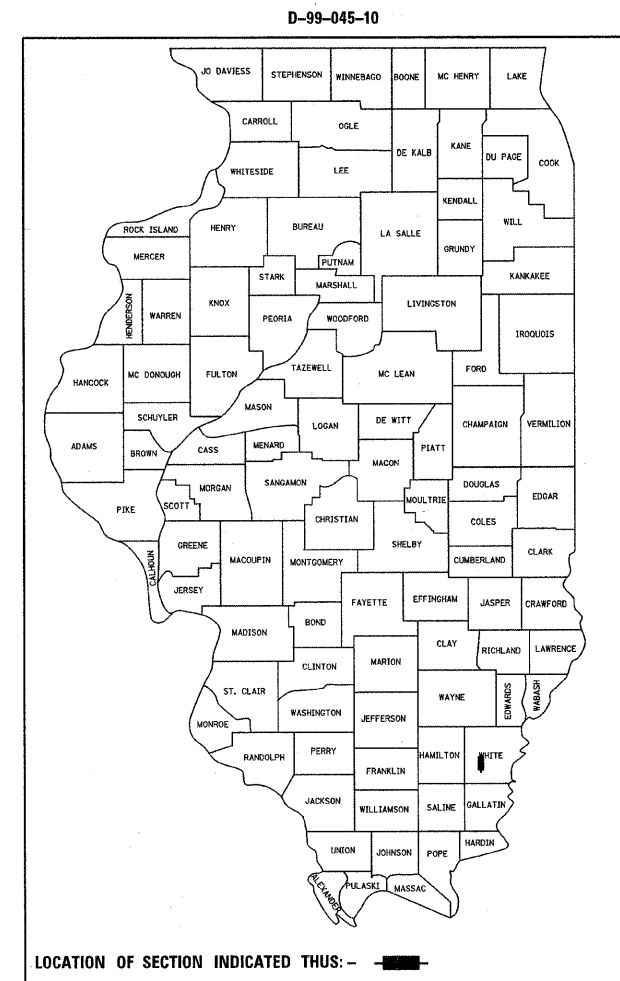 D-99-045-10
JO DAVIESS
STEPHENSON
WINNEBAGO
BOONE
MC HENRY
LAKE
CARROLL
OGLE
DE KALB
KANE
DU PAGE
COOK
WHITESIDE
LEE
KENDALL
WILL
ROCK ISLAND
HENRY
BUREAU
LA SALLE
GRUNDY
MERCER
PUTNAM
STARK
MARSHALL
KANKAKEE
HENDERSON
WARREN
KNOX
PEORIA
WOODFORD
LIVINGSTON
IROQUOIS
HANCOCK
MC DONOUGH
FULTON
TAZEWELL
MC LEAN
FORD
MASON
SCHUYLER
LOGAN
DE WITT
CHAMPAIGN
VERMILION
ADAMS
BROWN
CASS
MENARD
MACON
PIATT
PIKE
SCOTT
MORGAN
SANGAMON
CHRISTIAN
MOULTRIE
DOUGLAS
EDGAR
COLES
CALHOUN
GREENE
MACOUPIN
MONTGOMERY
SHELBY
CUMBERLAND
CLARK
JERSEY
FAYETTE
EFFINGHAM
JASPER
CRAWFORD
MADISON
BOND
CLAY
RICHLAND
LAWRENCE
CLINTON
MARION
ST. CLAIR
WAYNE
EDWARDS
WABASH
WASHINGTON
JEFFERSON
MONROE
RANDOLPH
PERRY
HAMILTON
WHITE
FRANKLIN
JACKSON
WILLIAMSON
SALINE
GALLATIN
UNION
JOHNSON
POPE
HARDIN
ALEXANDER
PULASKI
MASSAC
LOCATION OF SECTION INDICATED THUS: -